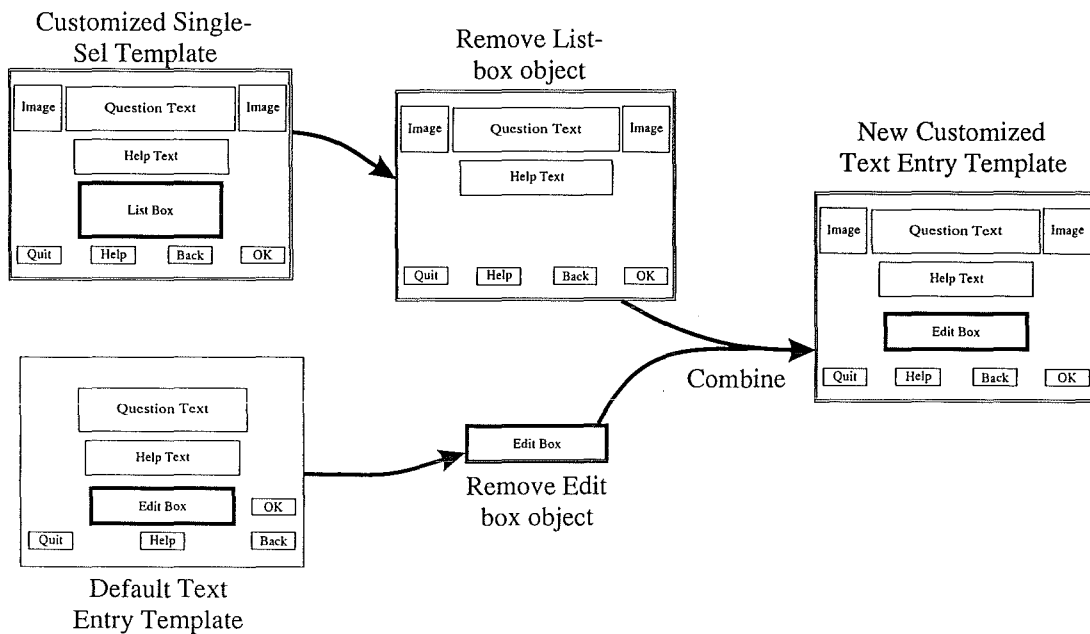 Customized Single-
Sel Template
Image
Question Text
Image
Help Text
List Box
Quit
Help
Back
OK
Remove List-
box object
Image
Question Text
Image
Help Text
Quit
Help
Back
OK
New Customized
Text Entry Template
Image
Question Text
Image
Help Text
Edit Box
Quit
Help
Back
OK
Combine
Question Text
Help Text
Edit Box
OK
Quit
Help
Back
Default Text
Entry Template
Edit Box
Remove Edit
box object